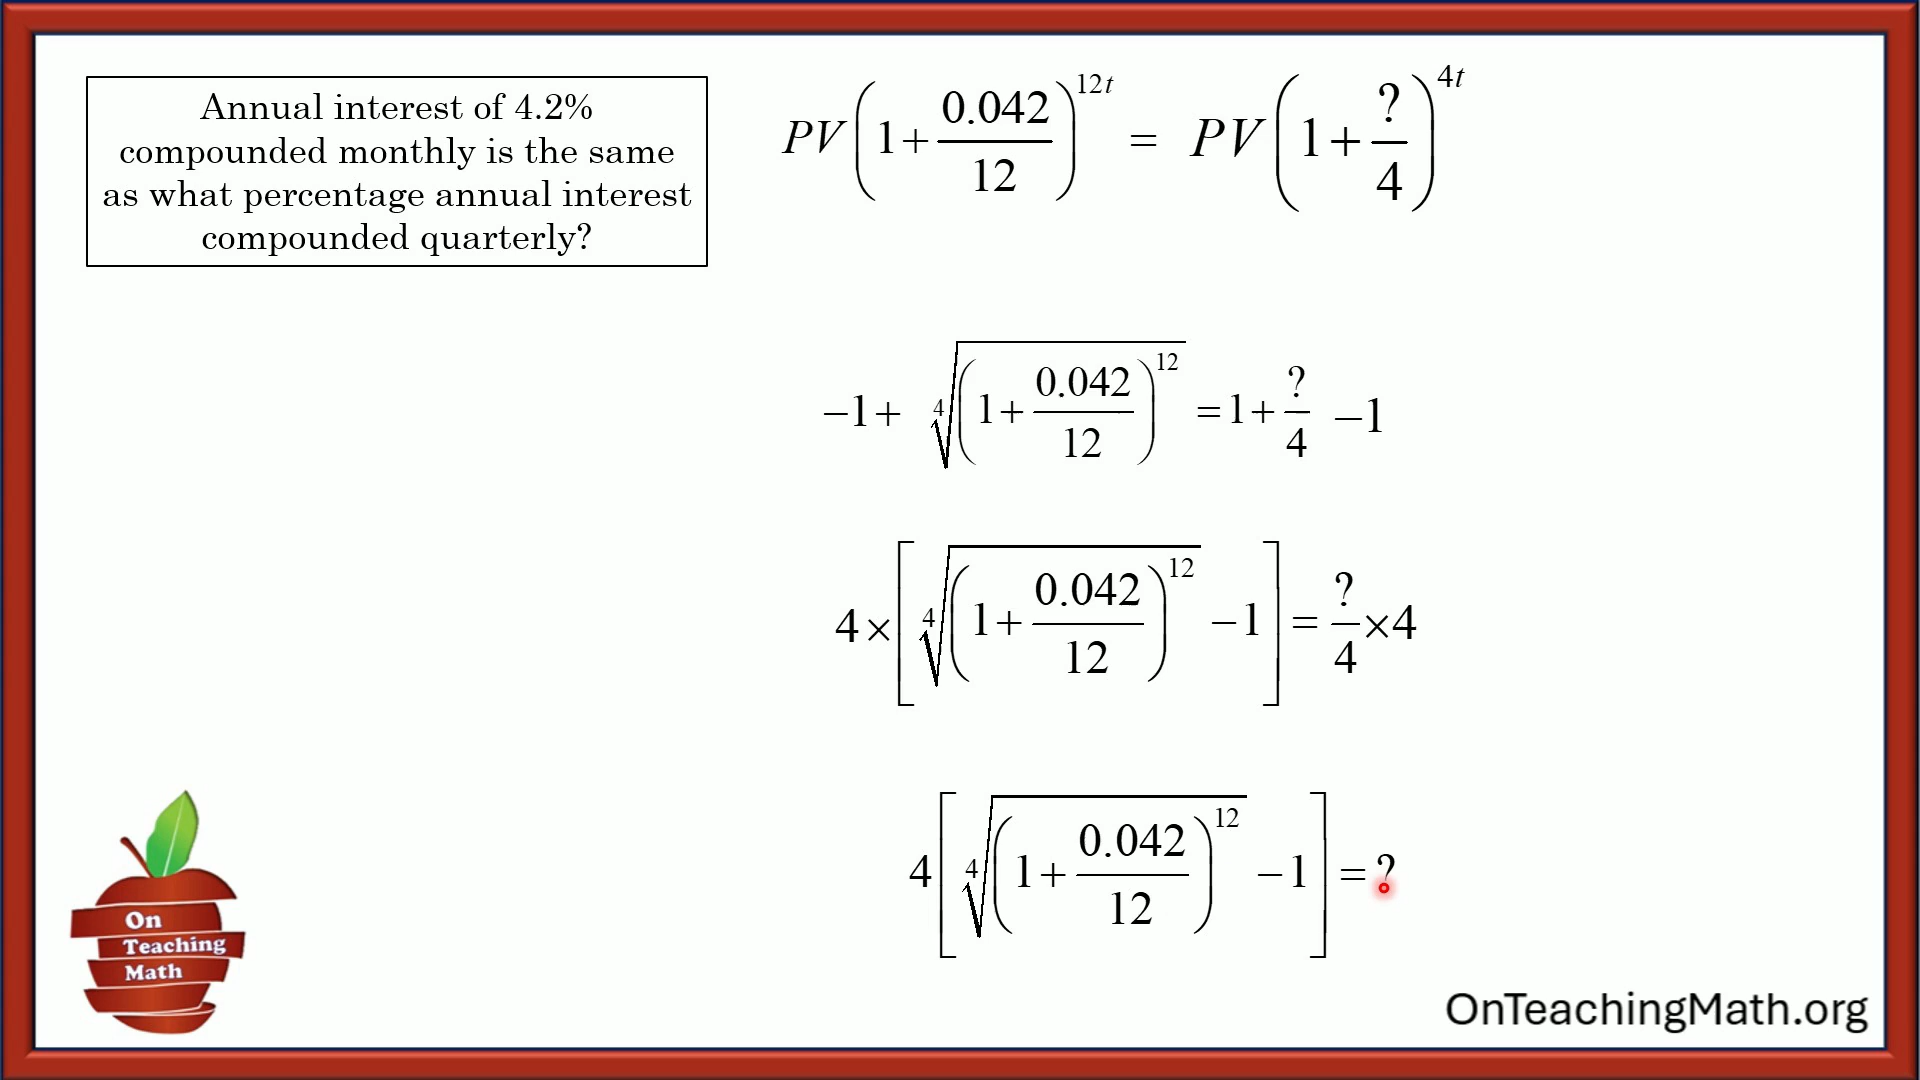 Annual interest of 4.2%
compounded monthly is the same
as what percentage annual interest
compounded quarterly?
PV(1+0.042/12)^12t = PV(1+?/4)^4t
−1+ ∜(1+0.042/12)^12 =1+?/4 −1
4×[∜(1+0.042/12)^12 −1]=?/4×4
4[∜(1+0.042/12)^12 −1]=?
On
Teaching
Math
OnTeachingMath.org